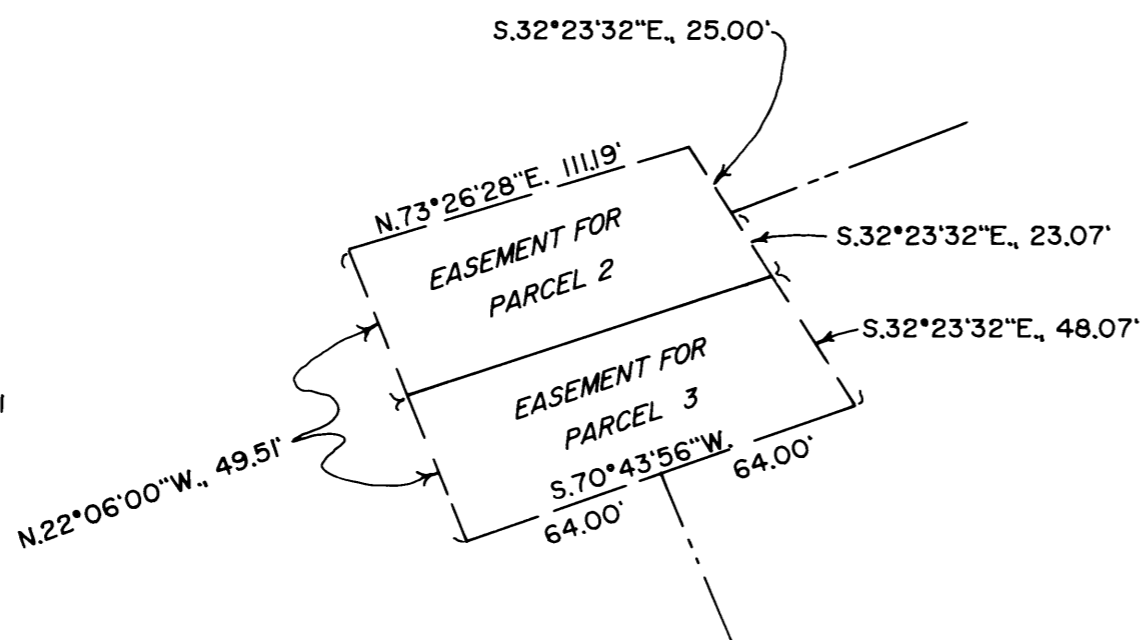 S.32°23'32"E., 25.00'
N.73°26'28"E. 111.19'
S.32°23'32"E., 23.07'
EASEMENT FOR
PARCEL 2
S.32°23'32"E., 48.07'
EASEMENT FOR
PARCEL 3
N.22°06'00"W., 49.51'
S.70°43'56"W.
64.00'
64.00'